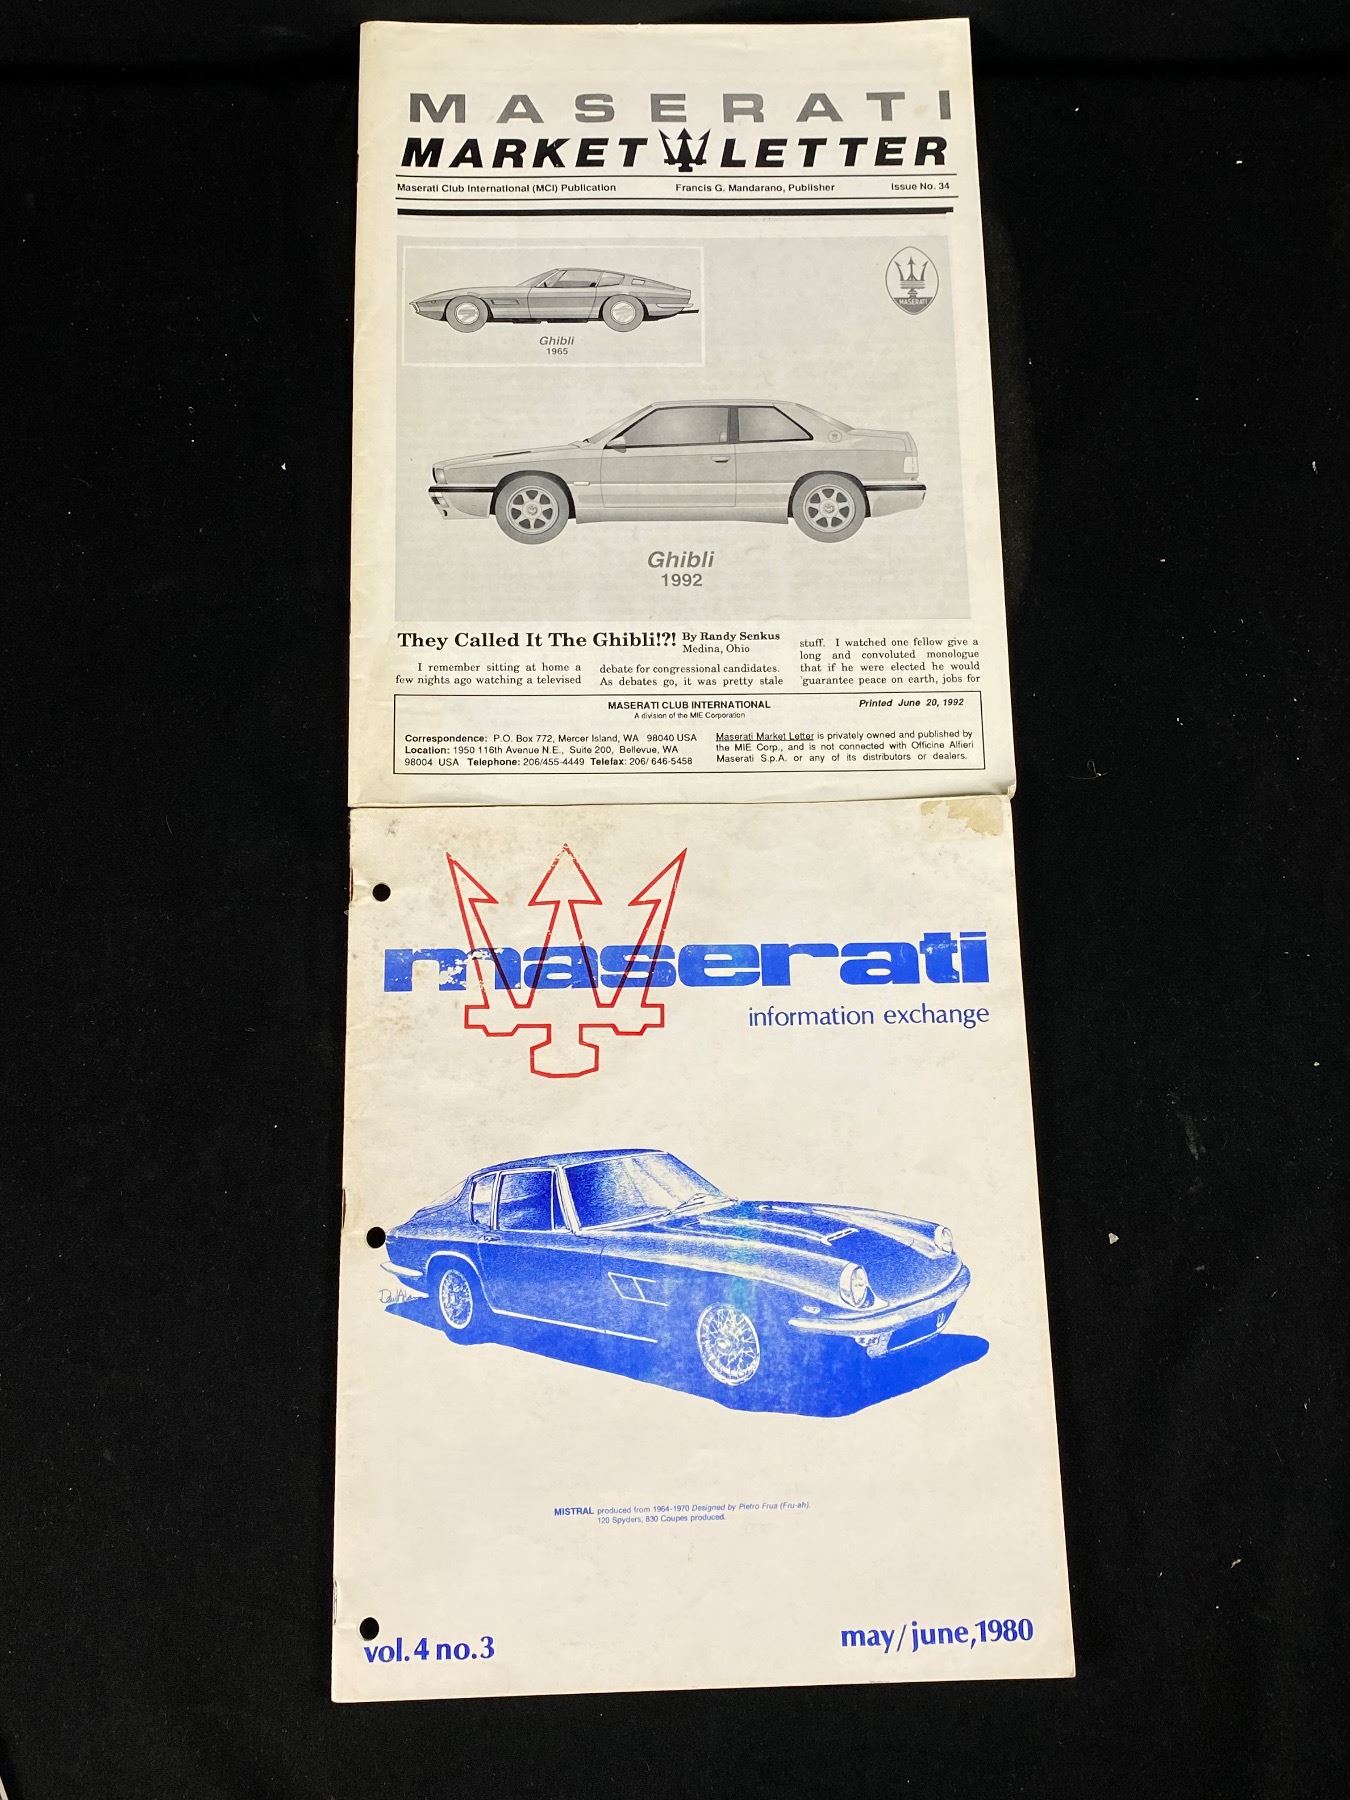 MASERATI
MARKET LETTER
Maserati Club International (MCI) Publication Francis G. Mandarano, Publisher Issue No. 34
MASERATI
Ghibli
1965
Ghibli
1992
They Called It The Ghibli!?! By Randy Senkus
Medina, Ohio
I remember sitting at home a
few nights ago watching a televised
debate for congressional candidates.
As debates go, it was pretty stale
stuff. I watched one fellow give a
long and convoluted monologue
that if he were elected he would
'guarantee peace on earth, jobs for
MASERATI CLUB INTERNATIONAL
A division of the MIE Corporation
Printed June 20, 1992
Correspondence: P.O. Box 772, Mercer Island, WA 98040 USA
Location: 1950 116th Avenue N.E., Suite 200, Bellevue, WA
98004 USA Telephone: 206/455-4449 Telefax: 206/ 646-5458
Maserati Market Letter is privately owned and published by
the MIE Corp., and is not connected with Officine Alfieri
Maserati S.p.A. or any of its distributors or dealers.
maserati
information exchange
MISTRAL produced from 1964-1970 Designed by Pietro Frua (Fru-ah).
120 Spyders, 830 Coupes produced.
vol.4 no.3
may/june,1980